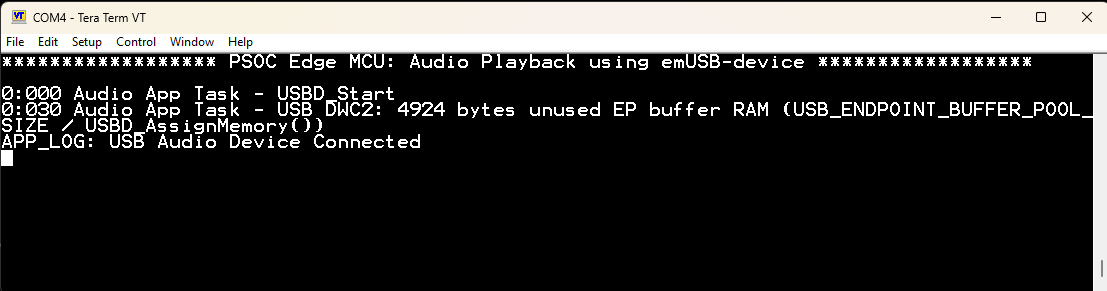 COM4 - Tera Term VT
File Edit Setup Control Window Help
****************** PSOC Edge MCU: Audio Playback using emUSB-device ******************
0:000 Audio App Task - USBD_Start
0:030 Audio App Task - USB DWC2: 4924 bytes unused EP buffer RAM (USB_ENDPOINT_BUFFER_POOL_
SIZE / USBD_AssignMemory())
APP_LOG: USB Audio Device Connected